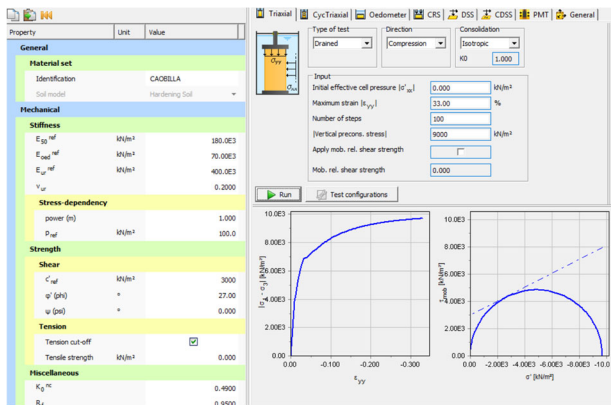 Triaxial CycTriaxial Oedometer CRS DSS CDSS PMT General
Property Unit Value
General
Material set
Identification CAOBILLA
Soil model Hardening Soil
Mechanical
Stiffness
E50 ref kN/m² 180.0E3
Eoed ref kN/m² 70.00E3
Eur ref kN/m² 400.0E3
νur 0.2000
Stress-dependency
power (m) 1.000
pref kN/m² 100.0
Strength
Shear
c'ref kN/m² 3000
φ' (phi) ° 27.00
ψ (psi) ° 0.000
Tension
Tension cut-off
Tensile strength kN/m² 0.000
Miscellaneous
K0 nc 0.4900
Rf 0.9500
σyy
σxx
Type of test Direction Consolidation
Drained Compression Isotropic
K0 1.000
Input
Initial effective cell pressure |σ'xx| 0.000 kN/m²
Maximum strain |εyy| 33.00 %
Number of steps 100
|Vertical precons. stress| 9000 kN/m²
Apply mob. rel. shear strength
Mob. rel. shear strength 0.000
Run Test configurations
|σ1 - σ3| [kN/m²]
10.0E3
8.00E3
6.00E3
4.00E3
2.00E3
0.00
0.00 -0.100 -0.200 -0.300
εyy
τmob [kN/m²]
10.0E3
8.00E3
6.00E3
4.00E3
2.00E3
0.00
0.00 -2.00E3 -4.00E3 -6.00E3 -8.00E3 -10.0
σ' [kN/m²]